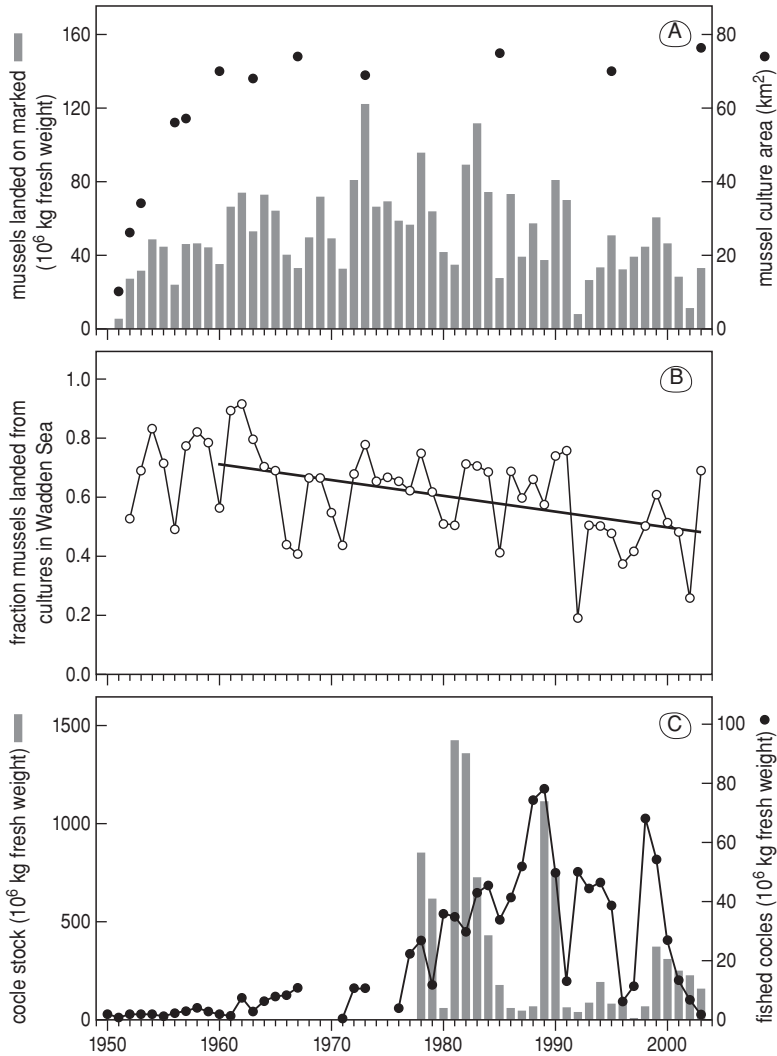 mussels landed on marked
(10⁶ kg fresh weight)
160
120
80
40
0
A
80
60
40
20
0
mussel culture area (km²)
fraction mussels landed from
cultures in Wadden Sea
1.0
0.8
0.6
0.4
0.2
0.0
B
cocle stock (10⁶ kg fresh weight)
1500
1000
500
0
C
100
80
60
40
20
0
fished cocles (10⁶ kg fresh weight)
1950 1960 1970 1980 1990 2000